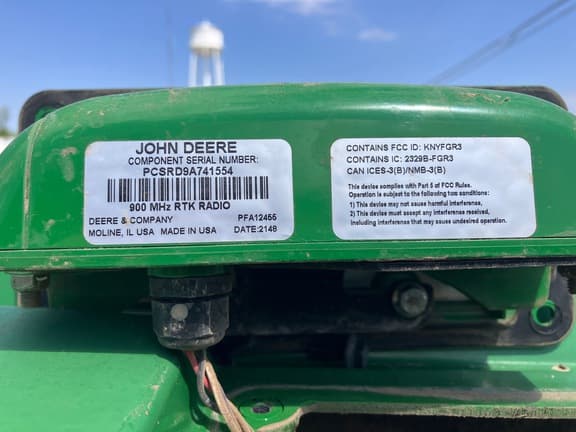 JOHN DEERE
COMPONENT SERIAL NUMBER:
PCSRD9A741554
900 MHz RTK RADIO
DEERE & COMPANY PFA12455
MOLINE, IL USA MADE IN USA DATE:2148
CONTAINS FCC ID: KNYFGR3
CONTAINS IC: 2329B-FGR3
CAN ICES-3(B)/NMB-3(B)
This device complies with Part 5 of FCC Rules.
Operation is subject to the following two conditions:
1) This device may not cause harmful interference,
2) This device must accept any interference received,
including interference that may cause undesired operation.